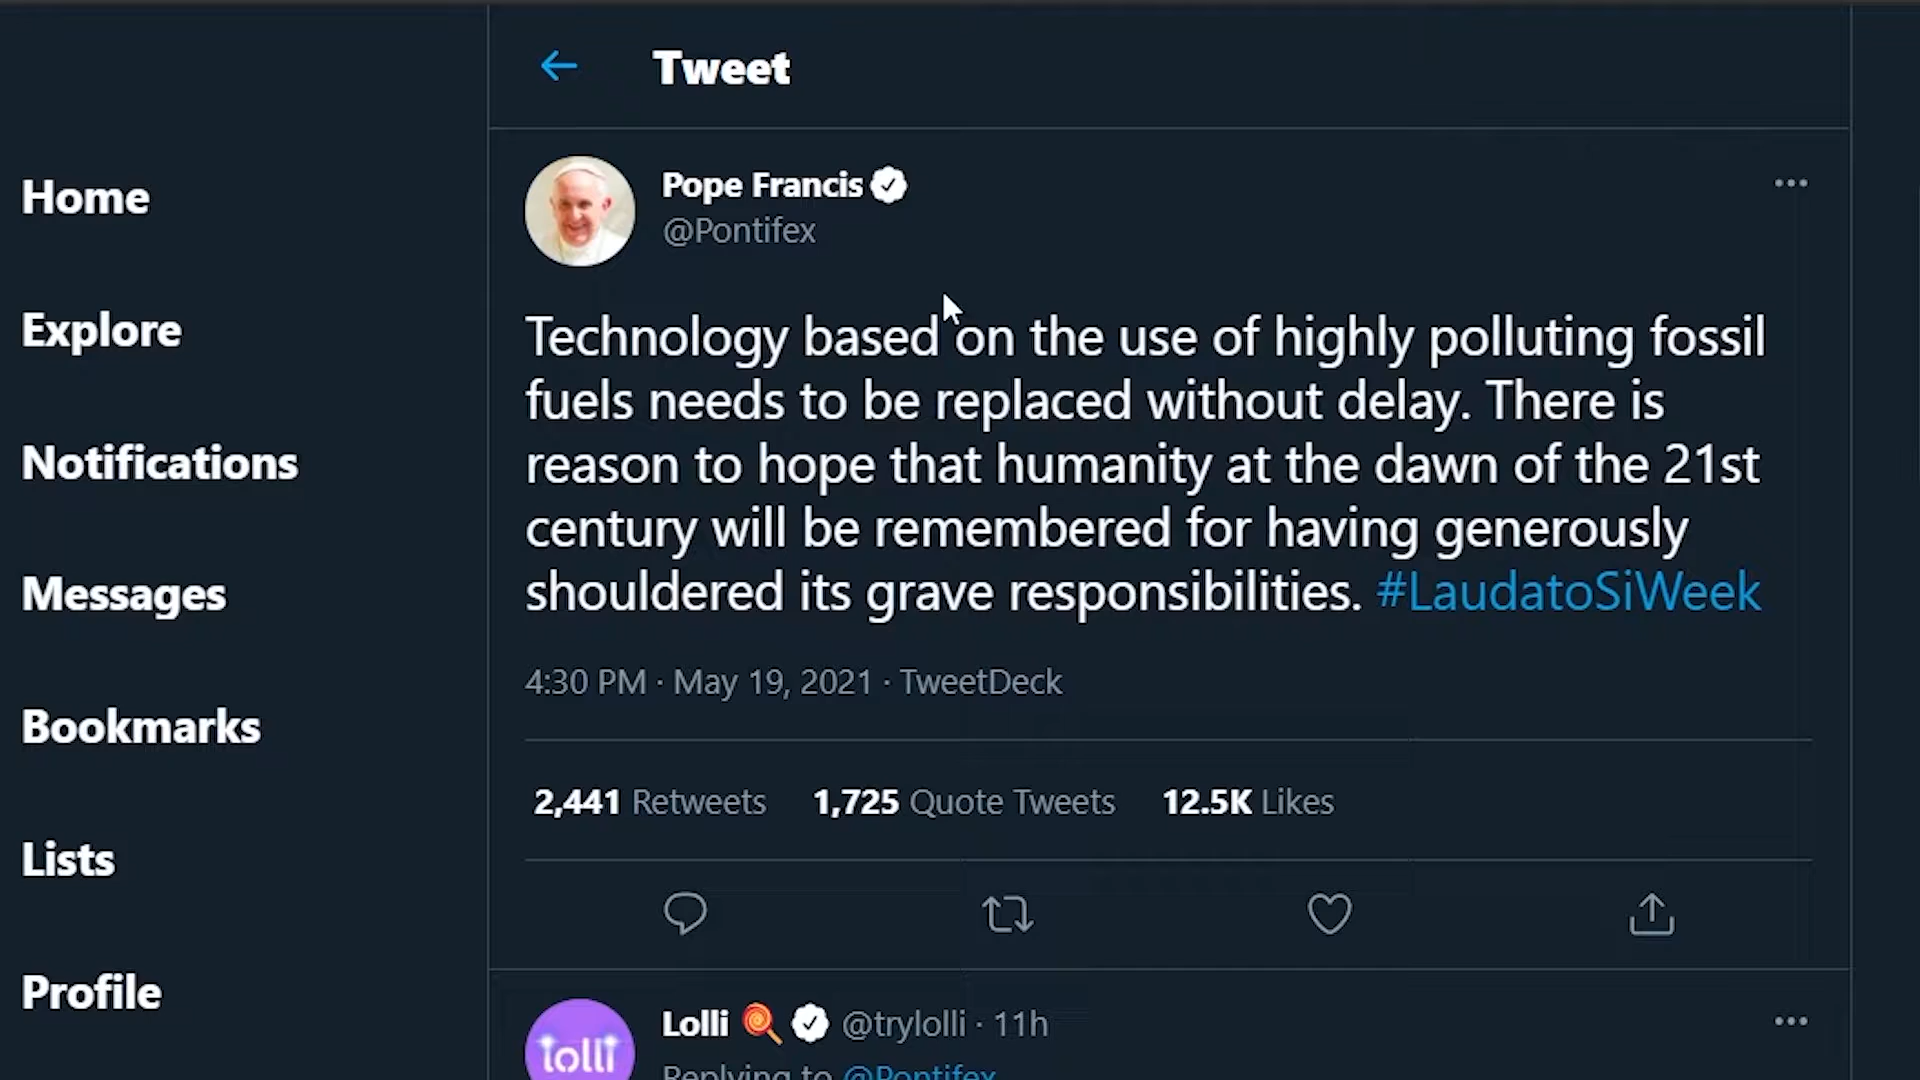 Tweet
Home
Explore
Notifications
Messages
Bookmarks
Lists
Profile
Pope Francis
@Pontifex
Technology based on the use of highly polluting fossil
fuels needs to be replaced without delay. There is
reason to hope that humanity at the dawn of the 21st
century will be remembered for having generously
shouldered its grave responsibilities. #LaudatoSiWeek
4:30 PM · May 19, 2021 · TweetDeck
2,441 Retweets 1,725 Quote Tweets 12.5K Likes
lolli
Lolli @trylolli · 11h
Replying to @Pontifex